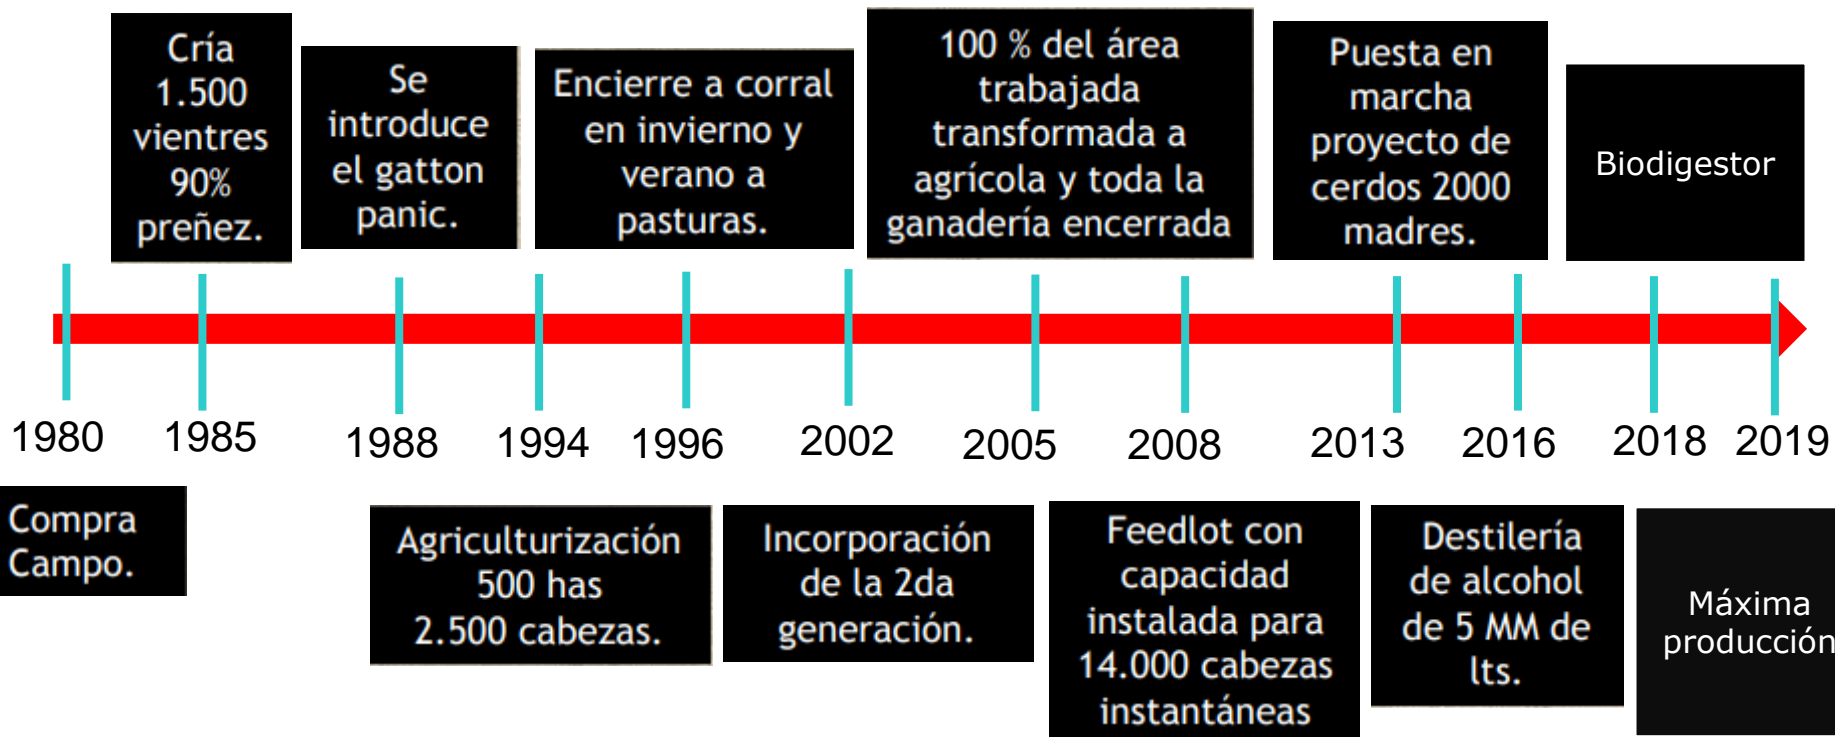 Cría
1.500
vientres
90%
preñez.
Se
introduce
el gatton
panic.
Encierre a corral
en invierno y
verano a
pasturas.
100 % del área
trabajada
transformada a
agrícola y toda la
ganadería encerrada
Puesta en
marcha
proyecto de
cerdos 2000
madres.
Biodigestor
1980
1985
1988
1994
1996
2002
2005
2008
2013
2016
2018
2019
Compra
Campo.
Agriculturización
500 has
2.500 cabezas.
Incorporación
de la 2da
generación.
Feedlot con
capacidad
instalada para
14.000 cabezas
instantáneas
Destilería
de alcohol
de 5 MM de
lts.
Máxima
producción